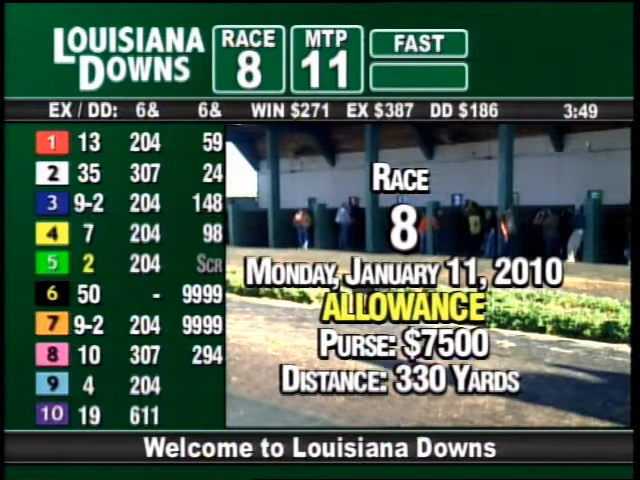 LOUISIANA DOWNS
RACE 8
MTP 11
FAST
EX / DD: 6& 6& WIN $271 EX $387 DD $186 3:49
1 13 204 59
2 35 307 24
3 9-2 204 148
4 7 204 98
5 2 204 SCR
6 50 - 9999
7 9-2 204 9999
8 10 307 294
9 4 204
10 19 611
RACE
8
MONDAY, JANUARY 11, 2010
ALLOWANCE
PURSE: $7500
DISTANCE: 330 YARDS
Welcome to Louisiana Downs